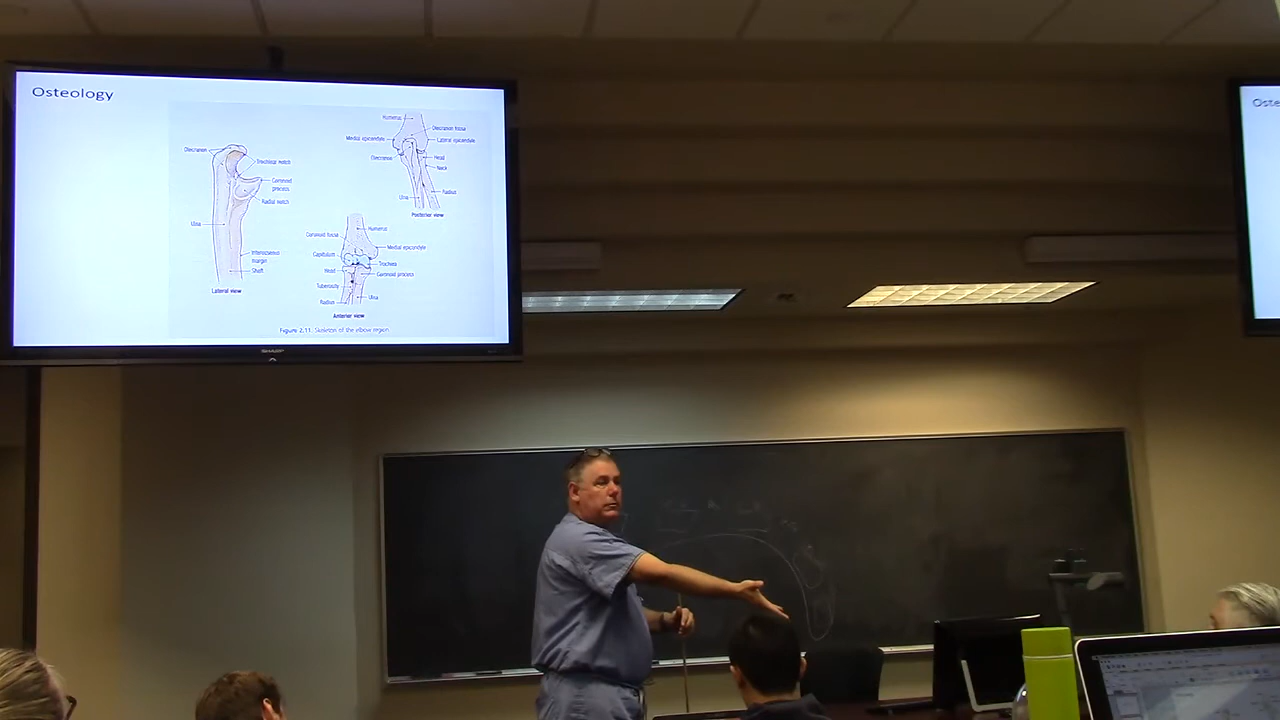 Osteology
Humerus
Olecranon fossa
Medial epicondyle
Lateral epicondyle
Olecranon
Head
Neck
Radius
Ulna
Posterior view
Olecranon
Trochlear notch
Coronoid
process
Radial notch
Ulna
Interosseous
margin
Shaft
Lateral view
Humerus
Coronoid fossa
Medial epicondyle
Capitulum
Trochlea
Head
Coronoid process
Tuberosity
Radius
Ulna
Anterior view
Figure 2.11 Skeleton of the elbow region
SHARP
Oste